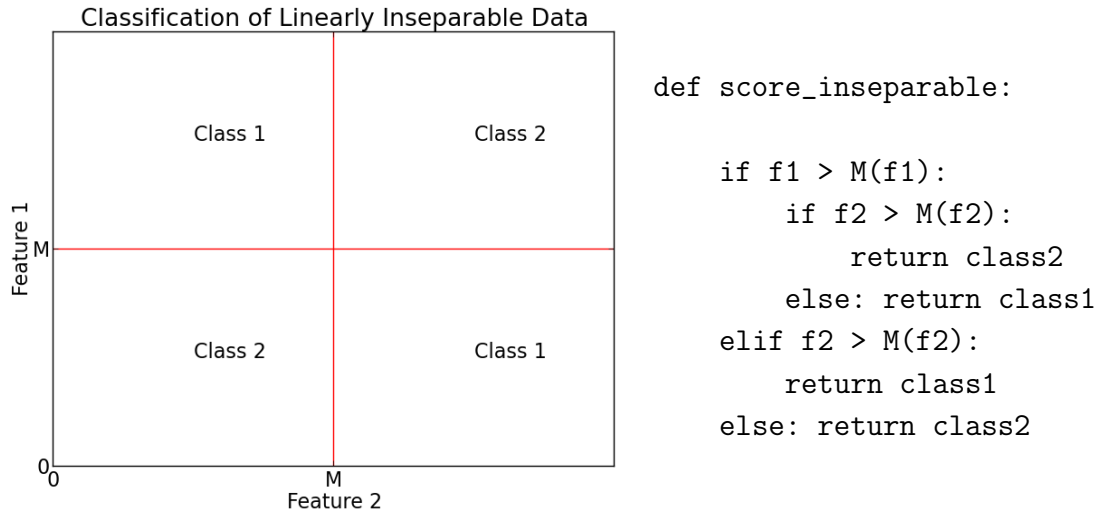 Classification of Linearly Inseparable Data
Class 1
Class 2
Feature 1
M
Class 2
Class 1
0
0
M
Feature 2
def score_inseparable:
if f1 > M(f1):
if f2 > M(f2):
return class2
else: return class1
elif f2 > M(f2):
return class1
else: return class2